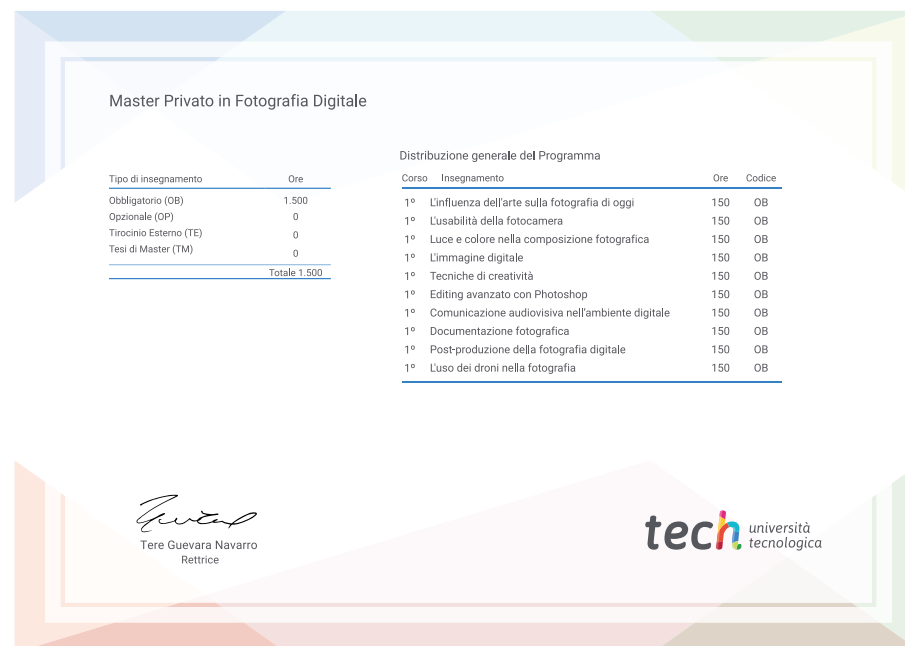 Master Privato in Fotografia Digitale
Tipo di insegnamento Ore
Obbligatorio (OB) 1.500
Opzionale (OP) 0
Tirocinio Esterno (TE) 0
Tesi di Master (TM) 0
Totale 1.500
Distribuzione generale del Programma
Corso Insegnamento Ore Codice
1º L'influenza dell'arte sulla fotografia di oggi 150 OB
1º L'usabilità della fotocamera 150 OB
1º Luce e colore nella composizione fotografica 150 OB
1º L'immagine digitale 150 OB
1º Tecniche di creatività 150 OB
1º Editing avanzato con Photoshop 150 OB
1º Comunicazione audiovisiva nell'ambiente digitale 150 OB
1º Documentazione fotografica 150 OB
1º Post-produzione della fotografia digitale 150 OB
1º L'uso dei droni nella fotografia 150 OB
Tere Guevara Navarro
Rettrice
tech università
tecnologica